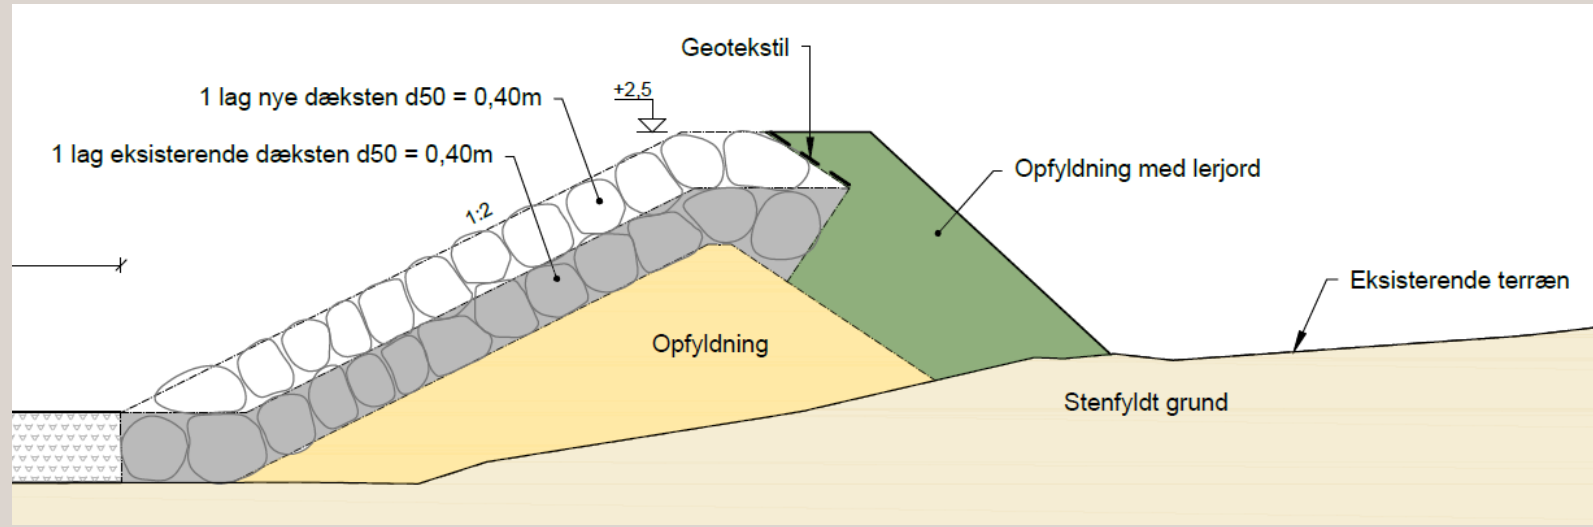 Geotekstil
1 lag nye dæksten d50 = 0,40m
+2,5
1 lag eksisterende dæksten d50 = 0,40m
Opfyldning med lerjord
1:2
Eksisterende terræn
Opfyldning
Stenfyldt grund